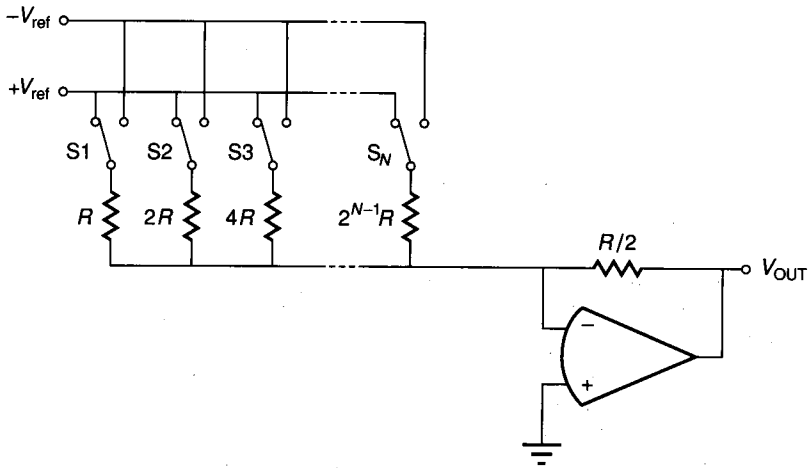 −V_ref
+V_ref
S1 S2 S3 S_N
R 2R 4R 2^{N−1}R
R/2
V_OUT
−
+